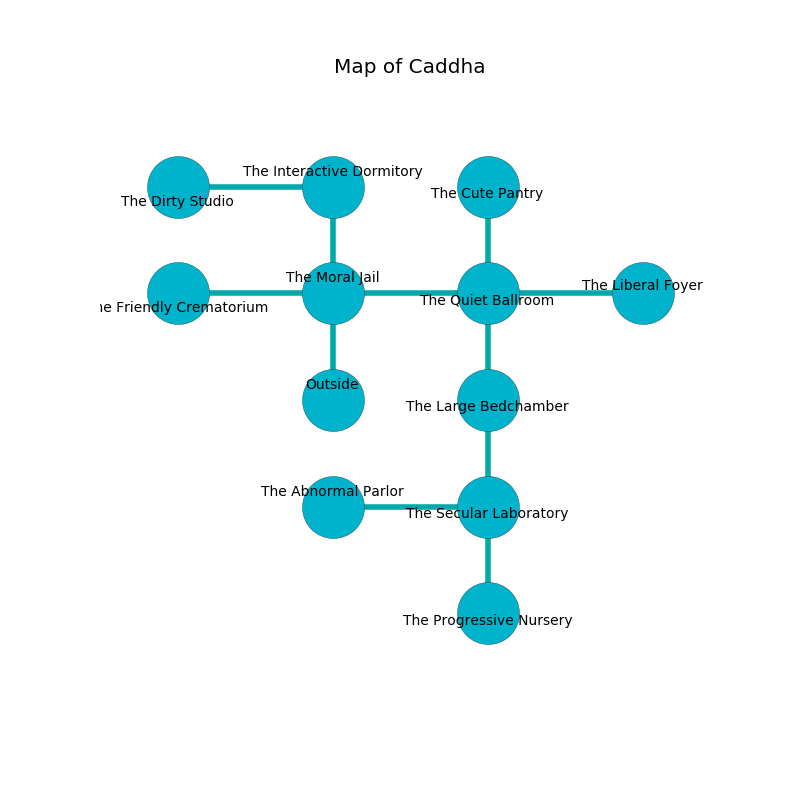 Map of Caddha
The Interactive Dormitory
The Dirty Studio
The Cute Pantry
The Moral Jail
The Liberal Foyer
The Quiet Ballroom
he Friendly Crematorium
Outside
The Large Bedchamber
The Abnormal Parlor
The Secular Laboratory
The Progressive Nursery